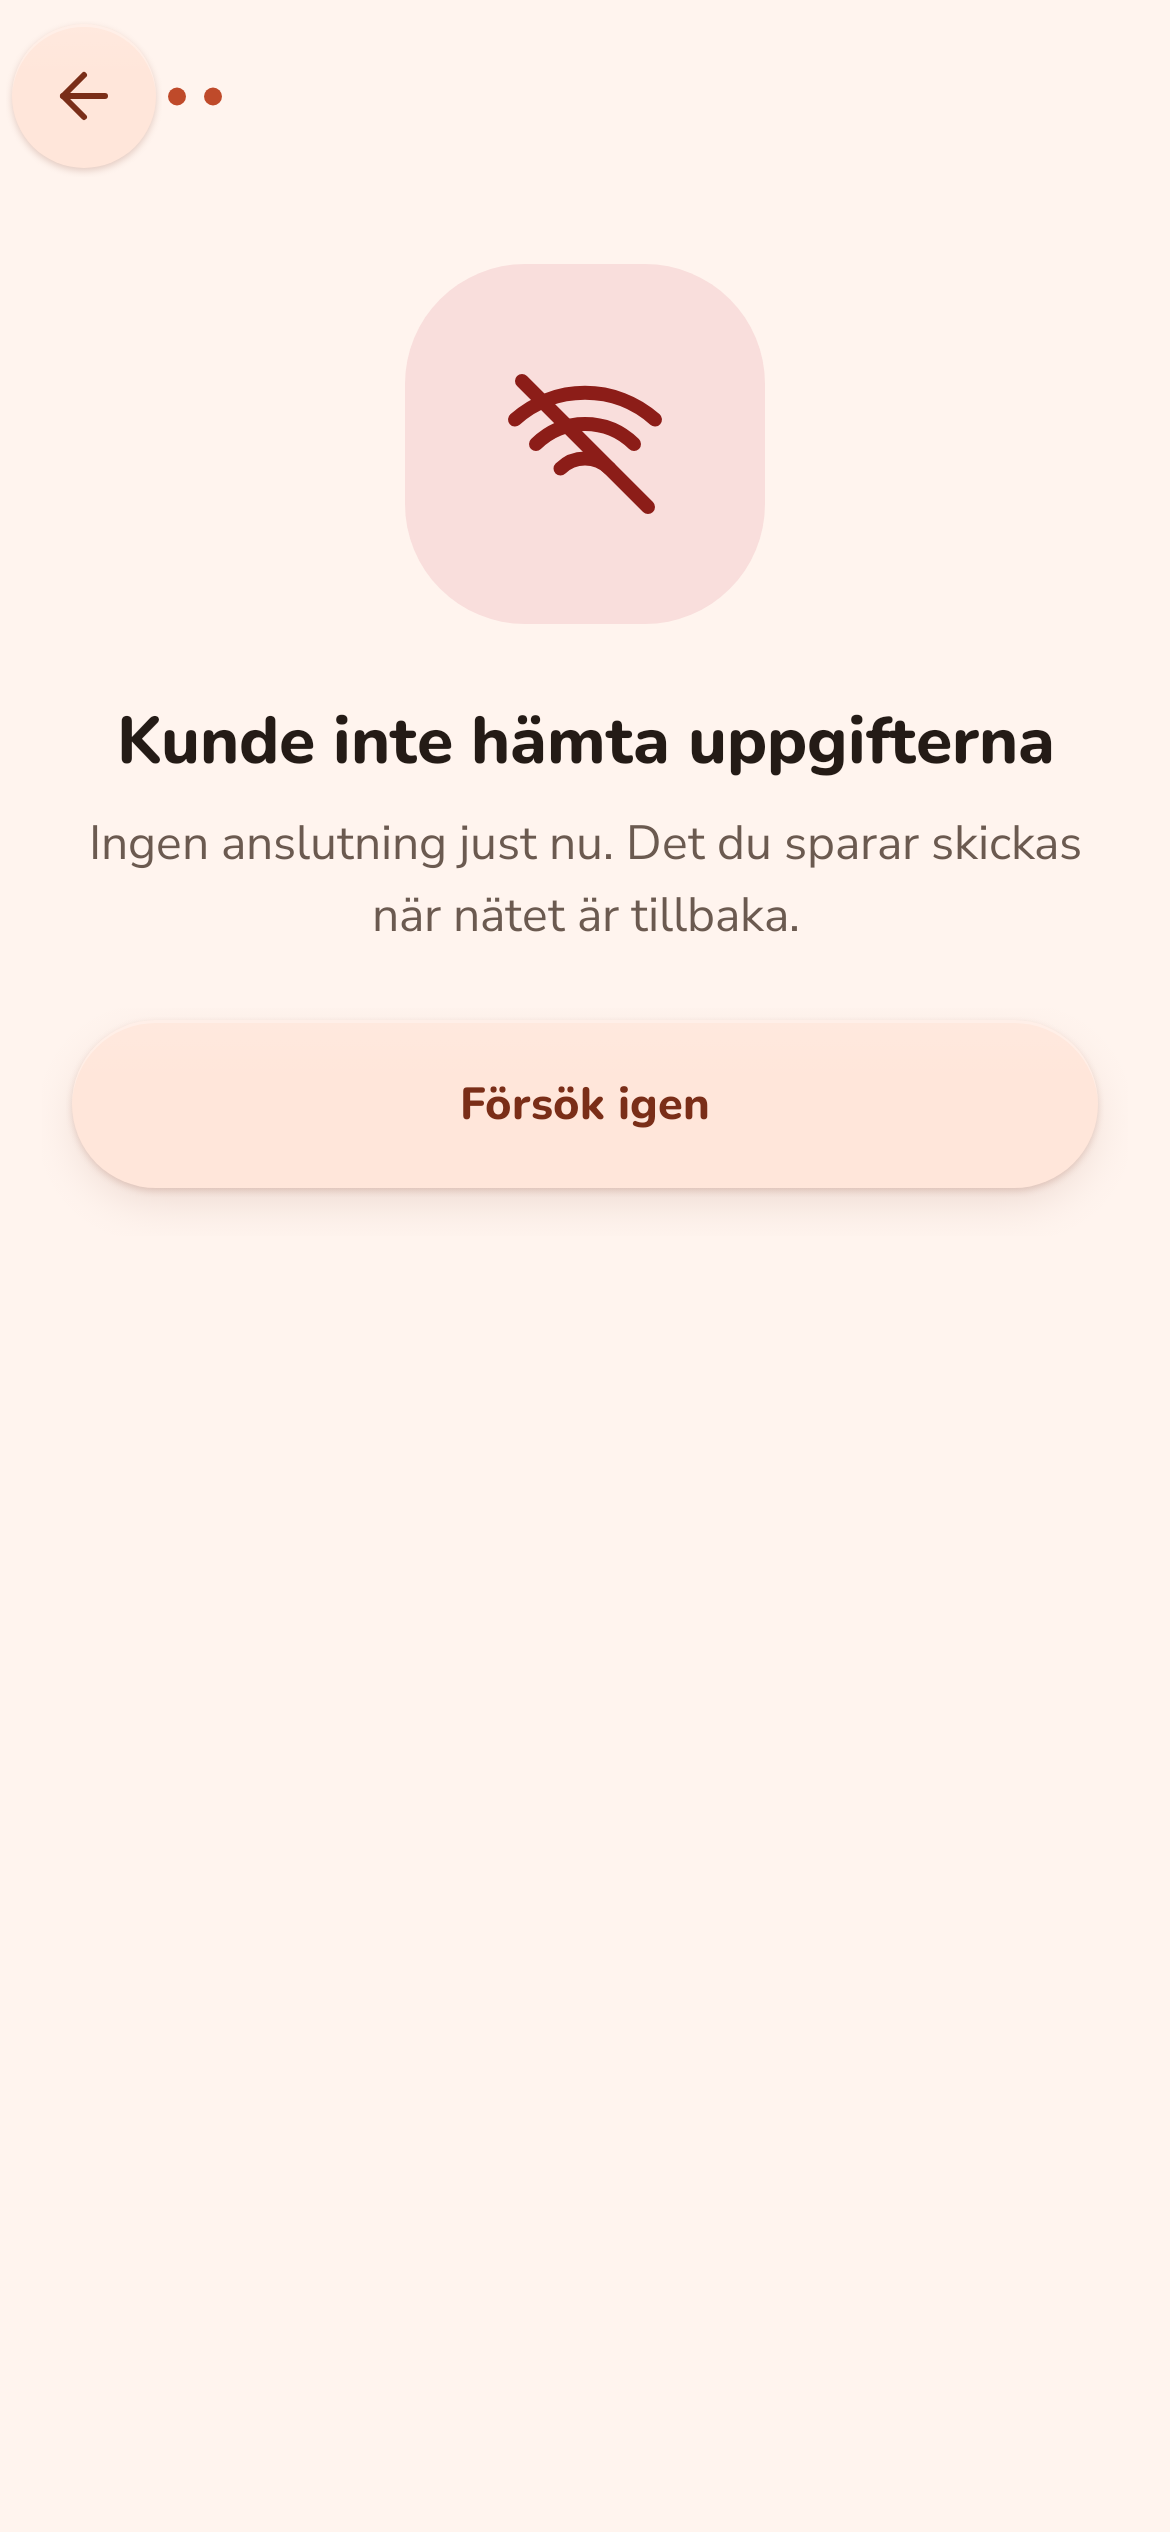 Kunde inte hämta uppgifterna
Ingen anslutning just nu. Det du sparar skickas
när nätet är tillbaka.
Försök igen